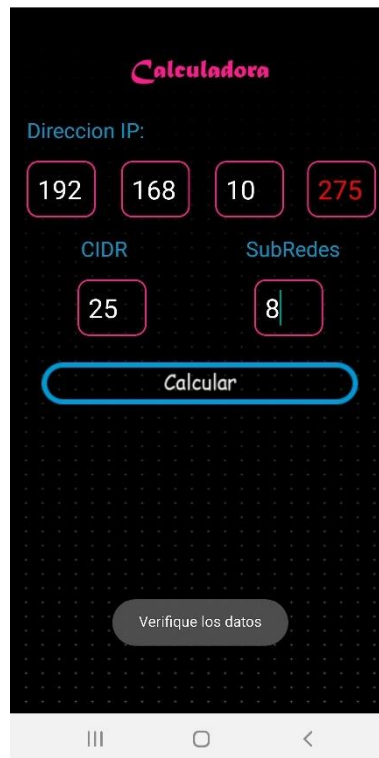 Calculadora
Direccion IP:
192 168 10 275
CIDR SubRedes
25 8
Calcular
Verifique los datos